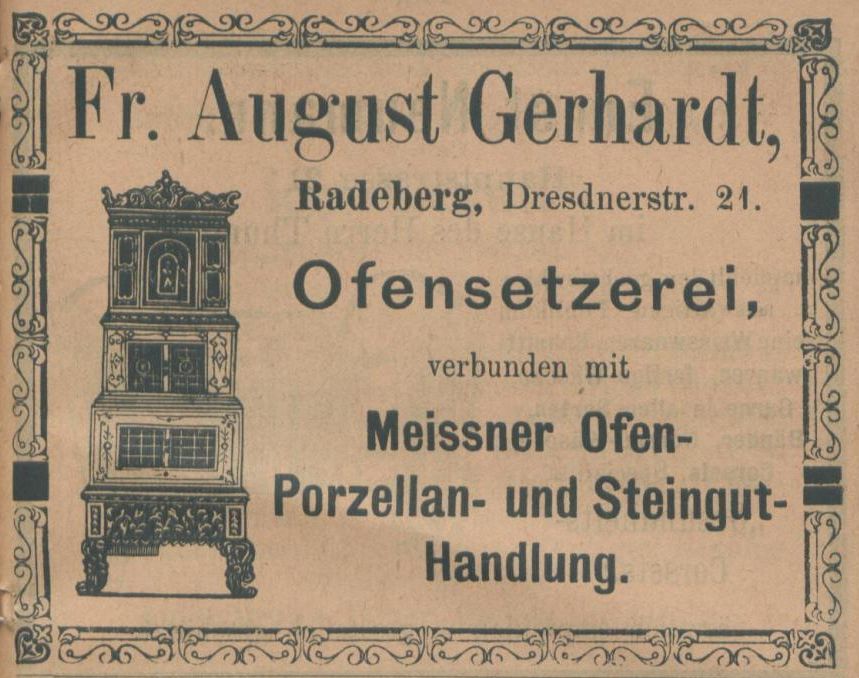 Fr. August Gerhardt,
Radeberg, Dresdnerstr. 21.
Ofensetzerei,
verbunden mit
Meissner Ofen-
Porzellan- und Steingut-
Handlung.